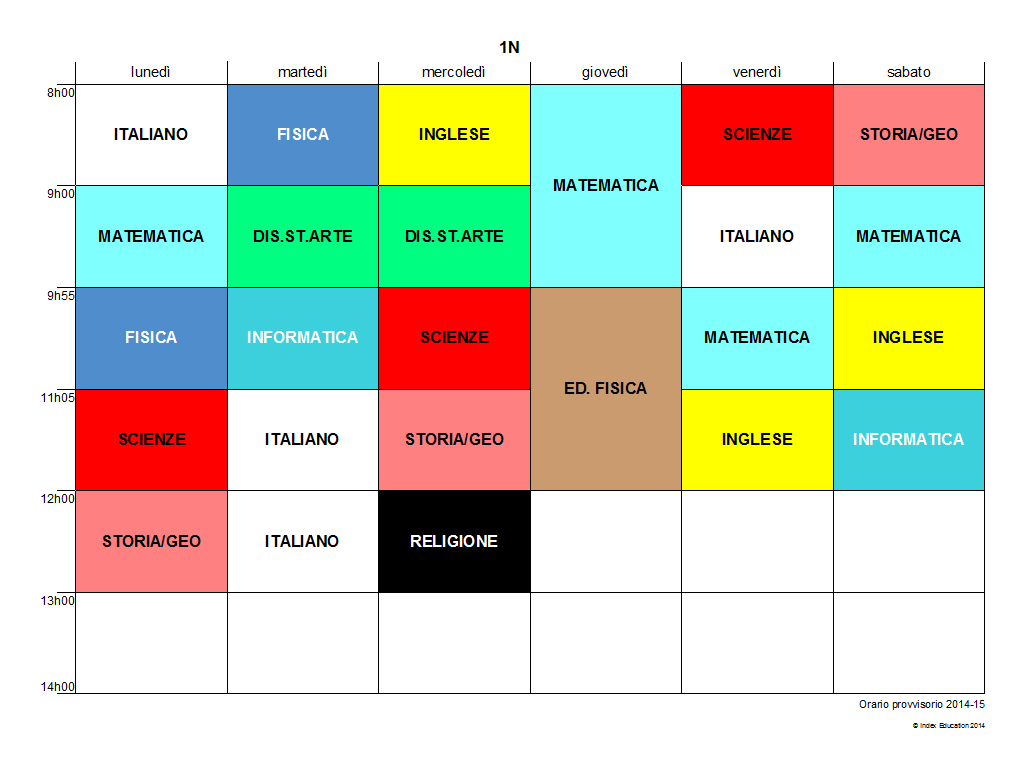 1N
lunedì martedì mercoledì giovedì venerdì sabato
8h00
ITALIANO FISICA INGLESE MATEMATICA SCIENZE STORIA/GEO
9h00
MATEMATICA DIS.ST.ARTE DIS.ST.ARTE ITALIANO MATEMATICA
9h55
FISICA INFORMATICA SCIENZE ED. FISICA MATEMATICA INGLESE
11h05
SCIENZE ITALIANO STORIA/GEO INGLESE INFORMATICA
12h00
STORIA/GEO ITALIANO RELIGIONE
13h00
14h00
Orario provvisorio 2014-15
© Index Education 2014